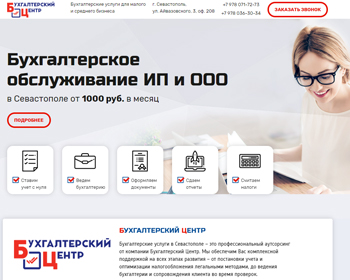 БУХГАЛТЕРСКИЙ
ЦЕНТР
Бухгалтерские услуги для малого
и среднего бизнеса
г. Севастополь
ул. Айвазовского, 3, оф. 208
+7 978 071-72-73
+7 978 036-30-34
ЗАКАЗАТЬ ЗВОНОК
Бухгалтерское
обслуживание ИП и ООО
в Севастополе от 1000 руб. в месяц
ПОДРОБНЕЕ
Ставим
учет с нуля
Ведем
бухгалтерию
Оформляем
документы
Сдаем
отчеты
Считаем
налоги
БУХГАЛТЕРСКИЙ
ЦЕНТР
БУХГАЛТЕРСКИЙ ЦЕНТР
Бухгалтерские услуги в Севастополе – это профессиональный аутсорсинг
от компании Бухгалтерский Центр. Мы обеспечим Вас комплексной
поддержкой на всех этапах развития – от постановки учета и
оптимизации налогообложения легальными методами, до ведения
бухгалтерии и сопровождения клиента во время проверок.